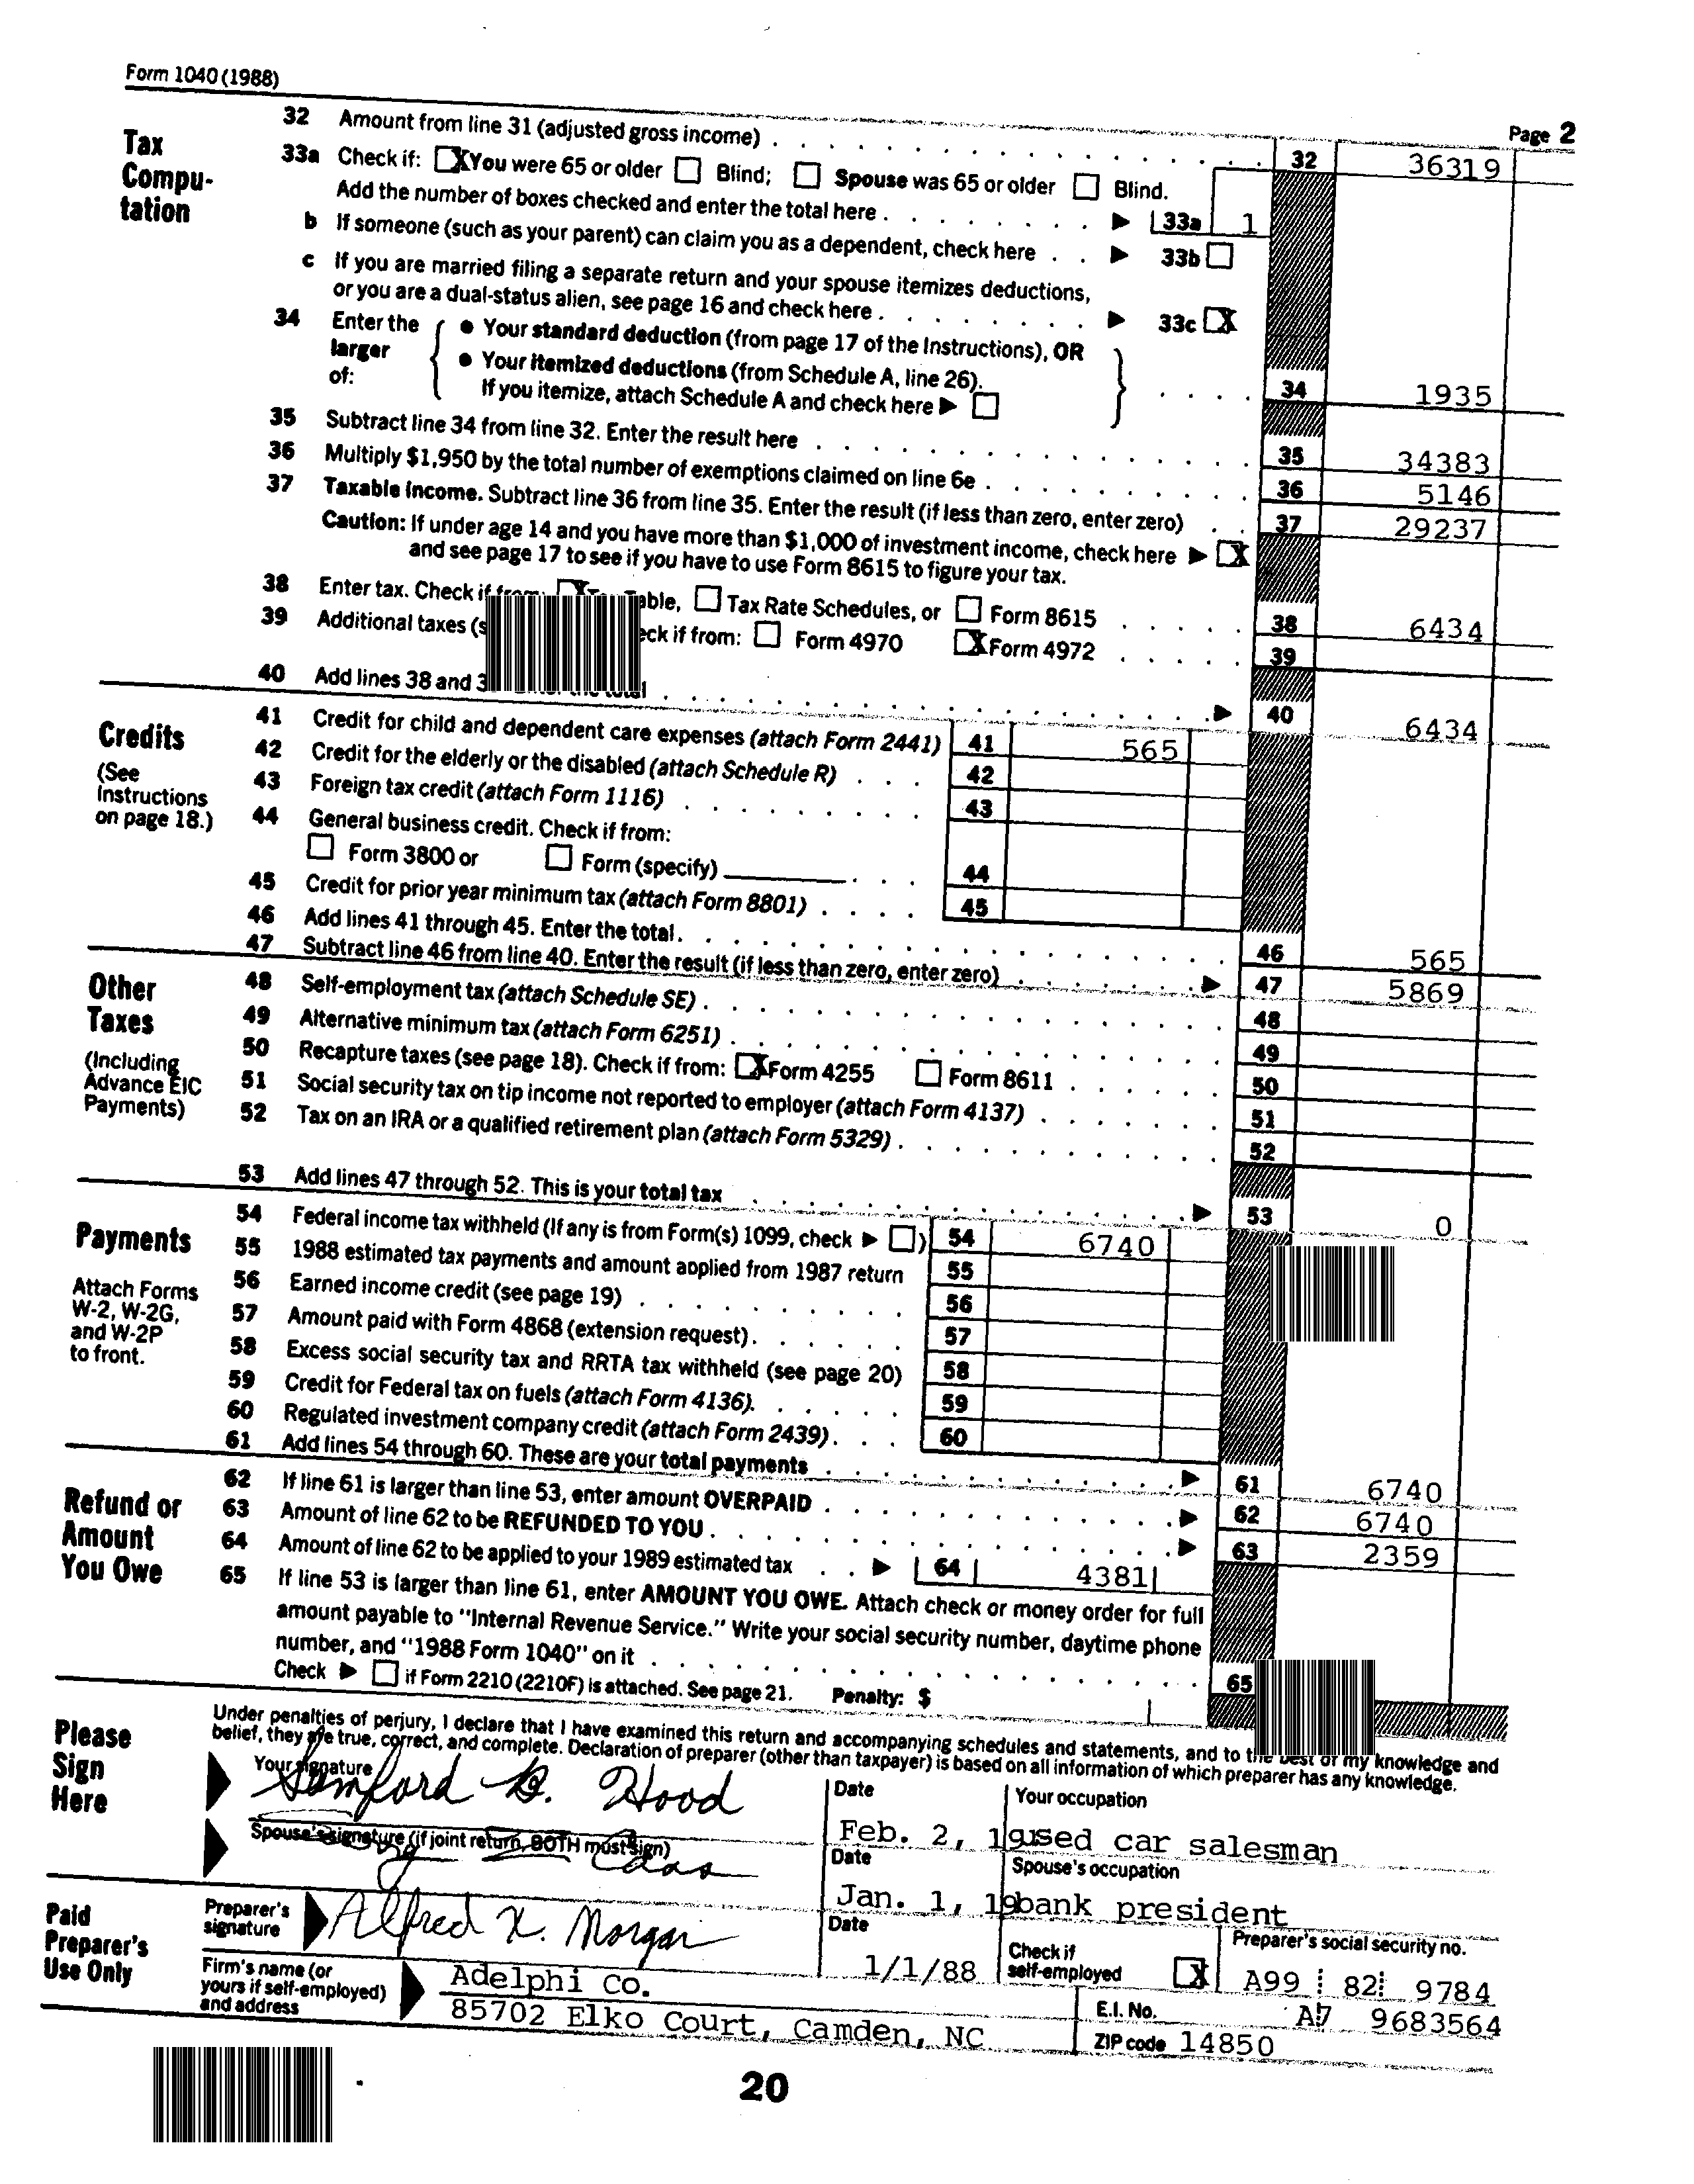 Form 1040 (1988)
Page 2
Tax Compu-tation
32 Amount from line 31 (adjusted gross income) . . . 32 36319
33a Check if: [X] You were 65 or older [ ] Blind; [ ] Spouse was 65 or older [ ] Blind.
Add the number of boxes checked and enter the total here . . . ▶ 33a 1
b If someone (such as your parent) can claim you as a dependent, check here . . ▶ 33b [ ]
c If you are married filing a separate return and your spouse itemizes deductions,
or you are a dual-status alien, see page 16 and check here . . . ▶ 33c [X]
34 Enter the larger of: { ● Your standard deduction (from page 17 of the Instructions), OR
● Your itemized deductions (from Schedule A, line 26).
If you itemize, attach Schedule A and check here ▶ [ ] } . . . 34 1935
35 Subtract line 34 from line 32. Enter the result here . . . 35 34383
36 Multiply $1,950 by the total number of exemptions claimed on line 6e . . . 36 5146
37 Taxable income. Subtract line 36 from line 35. Enter the result (if less than zero, enter zero) . . 37 29237
Caution: If under age 14 and you have more than $1,000 of investment income, check here ▶ [X]
and see page 17 to see if you have to use Form 8615 to figure your tax.
38 Enter tax. Check if from: [X] Table, [ ] Tax Rate Schedules, or [ ] Form 8615 . . . 38 6434
39 Additional taxes if from: [ ] Form 4970 [X] Form 4972 . . . 39
40 Add lines 38 and total . . . ▶ 40 6434
Credits
(See Instructions on page 18.)
41 Credit for child and dependent care expenses (attach Form 2441) 41 565
42 Credit for the elderly or the disabled (attach Schedule R) . . . 42
43 Foreign tax credit (attach Form 1116) . . . 43
44 General business credit. Check if from:
[ ] Form 3800 or [ ] Form (specify) ________ . . . 44
45 Credit for prior year minimum tax (attach Form 8801) . . . . 45
46 Add lines 41 through 45. Enter the total . . . 46 565
47 Subtract line 46 from line 40. Enter the result (if less than zero, enter zero) . . . ▶ 47 5869
Other Taxes
(Including Advance EIC Payments)
48 Self-employment tax (attach Schedule SE) . . . 48
49 Alternative minimum tax (attach Form 6251) . . . 49
50 Recapture taxes (see page 18). Check if from: [X] Form 4255 [ ] Form 8611 . . . 50
51 Social security tax on tip income not reported to employer (attach Form 4137) . . . 51
52 Tax on an IRA or a qualified retirement plan (attach Form 5329) . . . 52
53 Add lines 47 through 52. This is your total tax . . . ▶ 53 0
Payments
Attach Forms W-2, W-2G, and W-2P to front.
54 Federal income tax withheld (If any is from Form(s) 1099, check ▶ [ ]) 54 6740
55 1988 estimated tax payments and amount applied from 1987 return 55
56 Earned income credit (see page 19) . . . 56
57 Amount paid with Form 4868 (extension request) . . . 57
58 Excess social security tax and RRTA tax withheld (see page 20) 58
59 Credit for Federal tax on fuels (attach Form 4136). . . . 59
60 Regulated investment company credit (attach Form 2439) . . . 60
61 Add lines 54 through 60. These are your total payments . . . ▶ 61 6740
Refund or Amount You Owe
62 If line 61 is larger than line 53, enter amount OVERPAID . . . ▶ 62 6740
63 Amount of line 62 to be REFUNDED TO YOU . . . ▶ 63 2359
64 Amount of line 62 to be applied to your 1989 estimated tax . . ▶ 64 4381
65 If line 53 is larger than line 61, enter AMOUNT YOU OWE. Attach check or money order for full
amount payable to "Internal Revenue Service." Write your social security number, daytime phone
number, and "1988 Form 1040" on it . . . 65
Check ▶ [ ] if Form 2210 (2210F) is attached. See page 21. Penalty: $
Please Sign Here
Under penalties of perjury, I declare that I have examined this return and accompanying schedules and statements, and to the best of my knowledge and
belief, they are true, correct, and complete. Declaration of preparer (other than taxpayer) is based on all information of which preparer has any knowledge.
Your signature Samford B. Hood
Date Feb. 2, 19
Your occupation used car salesman
Spouse's signature (if joint return, BOTH must sign)
Date Jan. 1, 19
Spouse's occupation bank president
Paid Preparer's Use Only
Preparer's signature Alfred X. Morgan
Date 1/1/88
Check if self-employed [X]
Preparer's social security no. A99 82 9784
Firm's name (or yours if self-employed) and address
Adelphi Co.
85702 Elko Court, Camden, NC
E.I. No. A7 9683564
ZIP code 14850
20